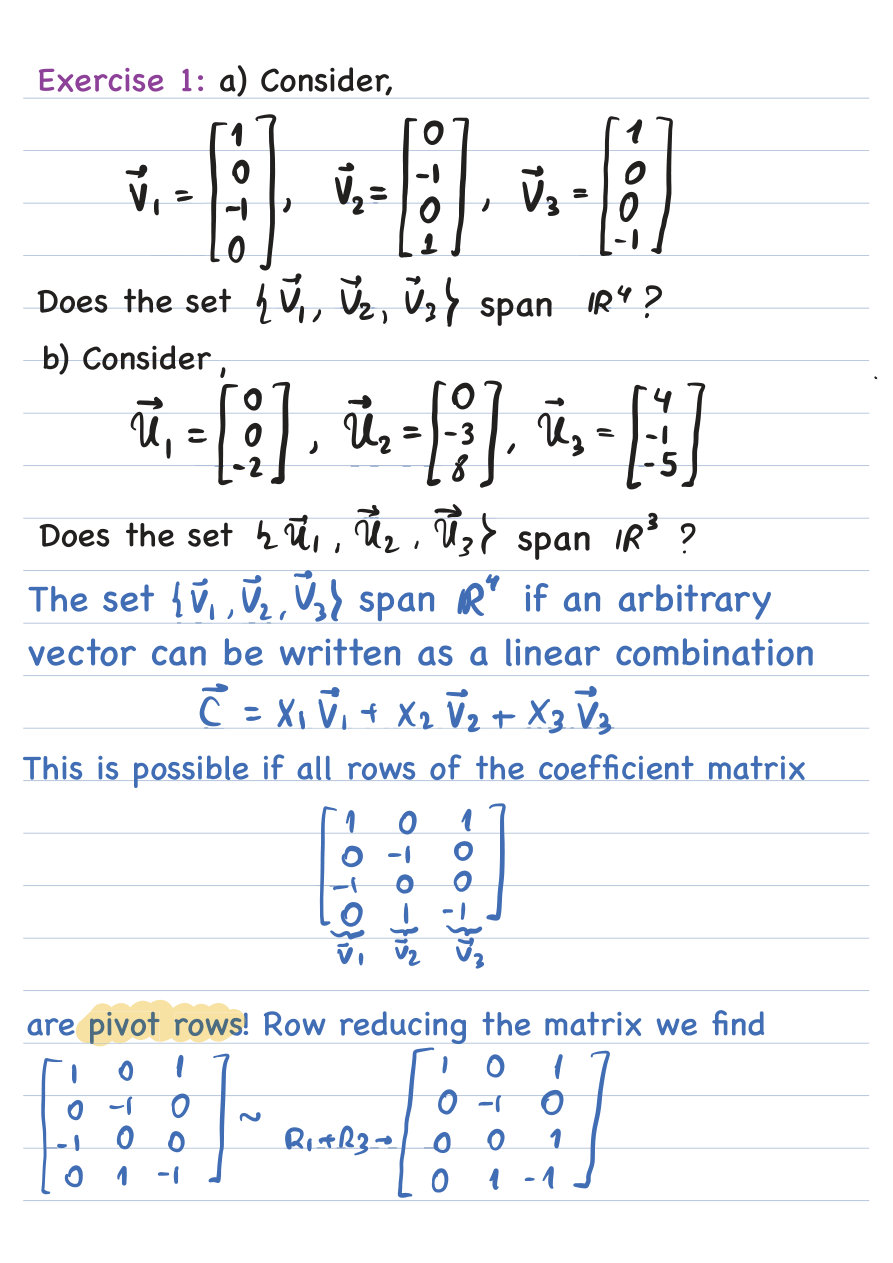 Exercise 1: a) Consider,
v⃗₁ = [1 0 -1 0], v⃗₂ = [0 -1 0 1], v⃗₃ = [1 0 0 -1]
Does the set {v⃗₁, v⃗₂, v⃗₃} span ℝ⁴?
b) Consider,
u⃗₁ = [0 0 -2], u⃗₂ = [0 -3 8], u⃗₃ = [4 -1 -5]
Does the set {u⃗₁, u⃗₂, u⃗₃} span ℝ³?
The set {v⃗₁, v⃗₂, v⃗₃} span ℝ⁴ if an arbitrary
vector can be written as a linear combination
c⃗ = x₁v⃗₁ + x₂v⃗₂ + x₃v⃗₃
This is possible if all rows of the coefficient matrix
1 0 1
0 -1 0
-1 0 0
0 1 -1
v⃗₁ v⃗₂ v⃗₃
are pivot rows! Row reducing the matrix we find
1 0 1 1 0 1
0 -1 0 ~ 0 -1 0
-1 0 0 R₁+R₃→ 0 0 1
0 1 -1 0 1 -1